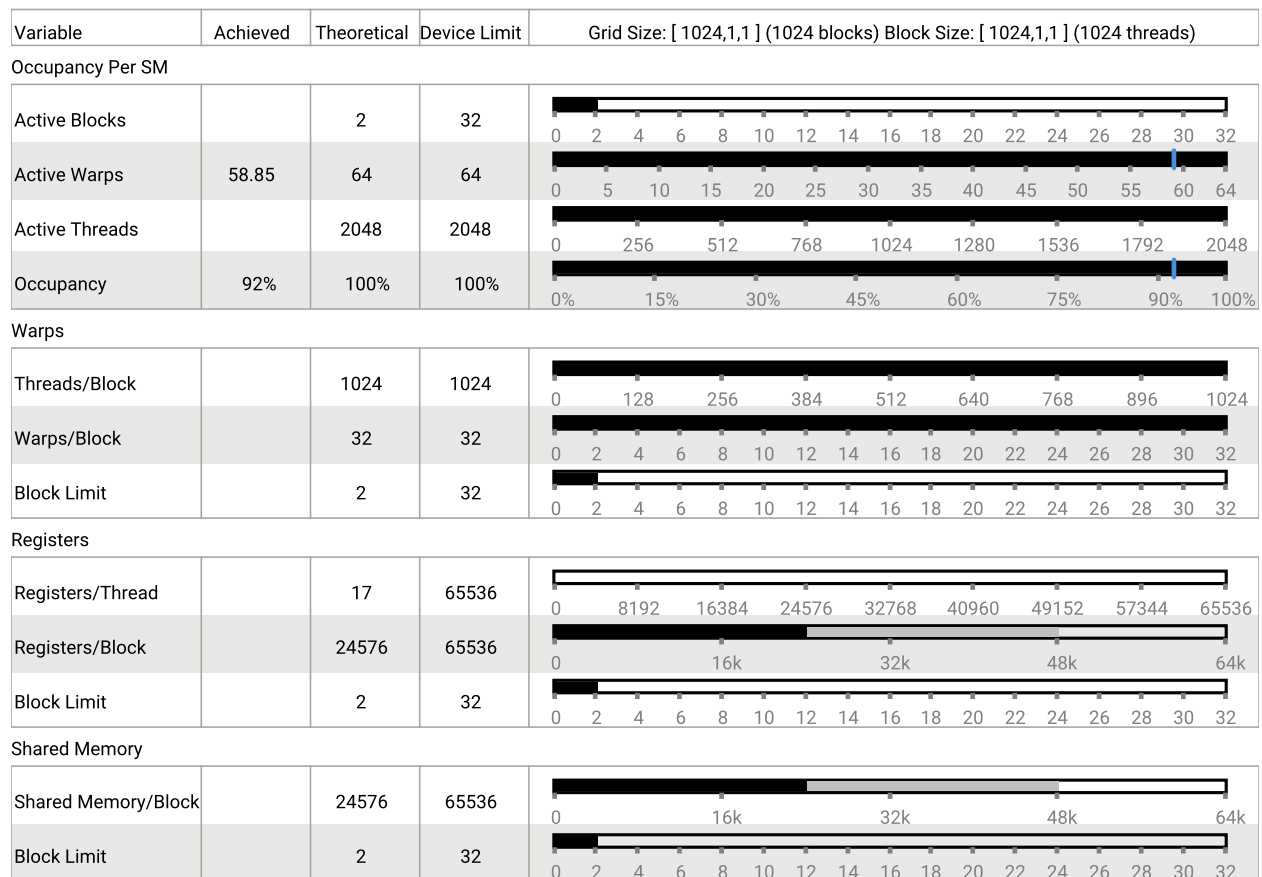 Variable Achieved Theoretical Device Limit Grid Size: [ 1024,1,1 ] (1024 blocks) Block Size: [ 1024,1,1 ] (1024 threads)
Occupancy Per SM
Active Blocks 2 32
0 2 4 6 8 10 12 14 16 18 20 22 24 26 28 30 32
Active Warps 58.85 64 64
0 5 10 15 20 25 30 35 40 45 50 55 60 64
Active Threads 2048 2048
0 256 512 768 1024 1280 1536 1792 2048
Occupancy 92% 100% 100%
0% 15% 30% 45% 60% 75% 90% 100%
Warps
Threads/Block 1024 1024
0 128 256 384 512 640 768 896 1024
Warps/Block 32 32
0 2 4 6 8 10 12 14 16 18 20 22 24 26 28 30 32
Block Limit 2 32
0 2 4 6 8 10 12 14 16 18 20 22 24 26 28 30 32
Registers
Registers/Thread 17 65536
0 8192 16384 24576 32768 40960 49152 57344 65536
Registers/Block 24576 65536
0 16k 32k 48k 64k
Block Limit 2 32
0 2 4 6 8 10 12 14 16 18 20 22 24 26 28 30 32
Shared Memory
Shared Memory/Block 24576 65536
0 16k 32k 48k 64k
Block Limit 2 32
0 2 4 6 8 10 12 14 16 18 20 22 24 26 28 30 32